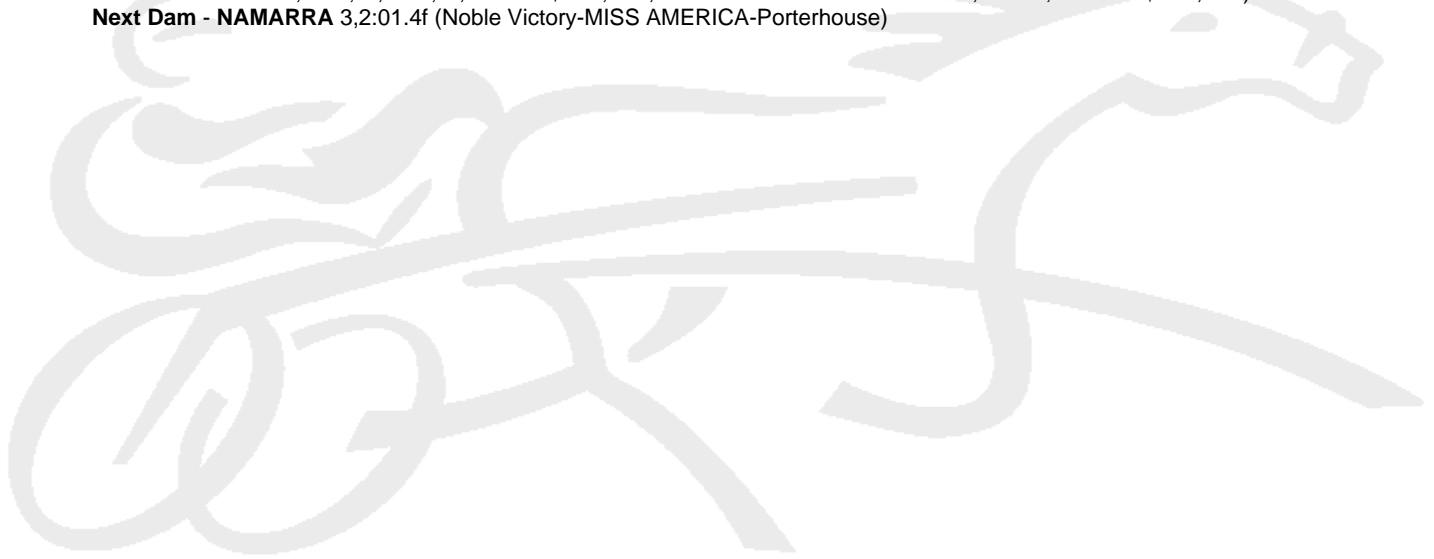 Next Dam - NAMARRA 3,2:01.4f (Noble Victory-MISS AMERICA-Porterhouse)